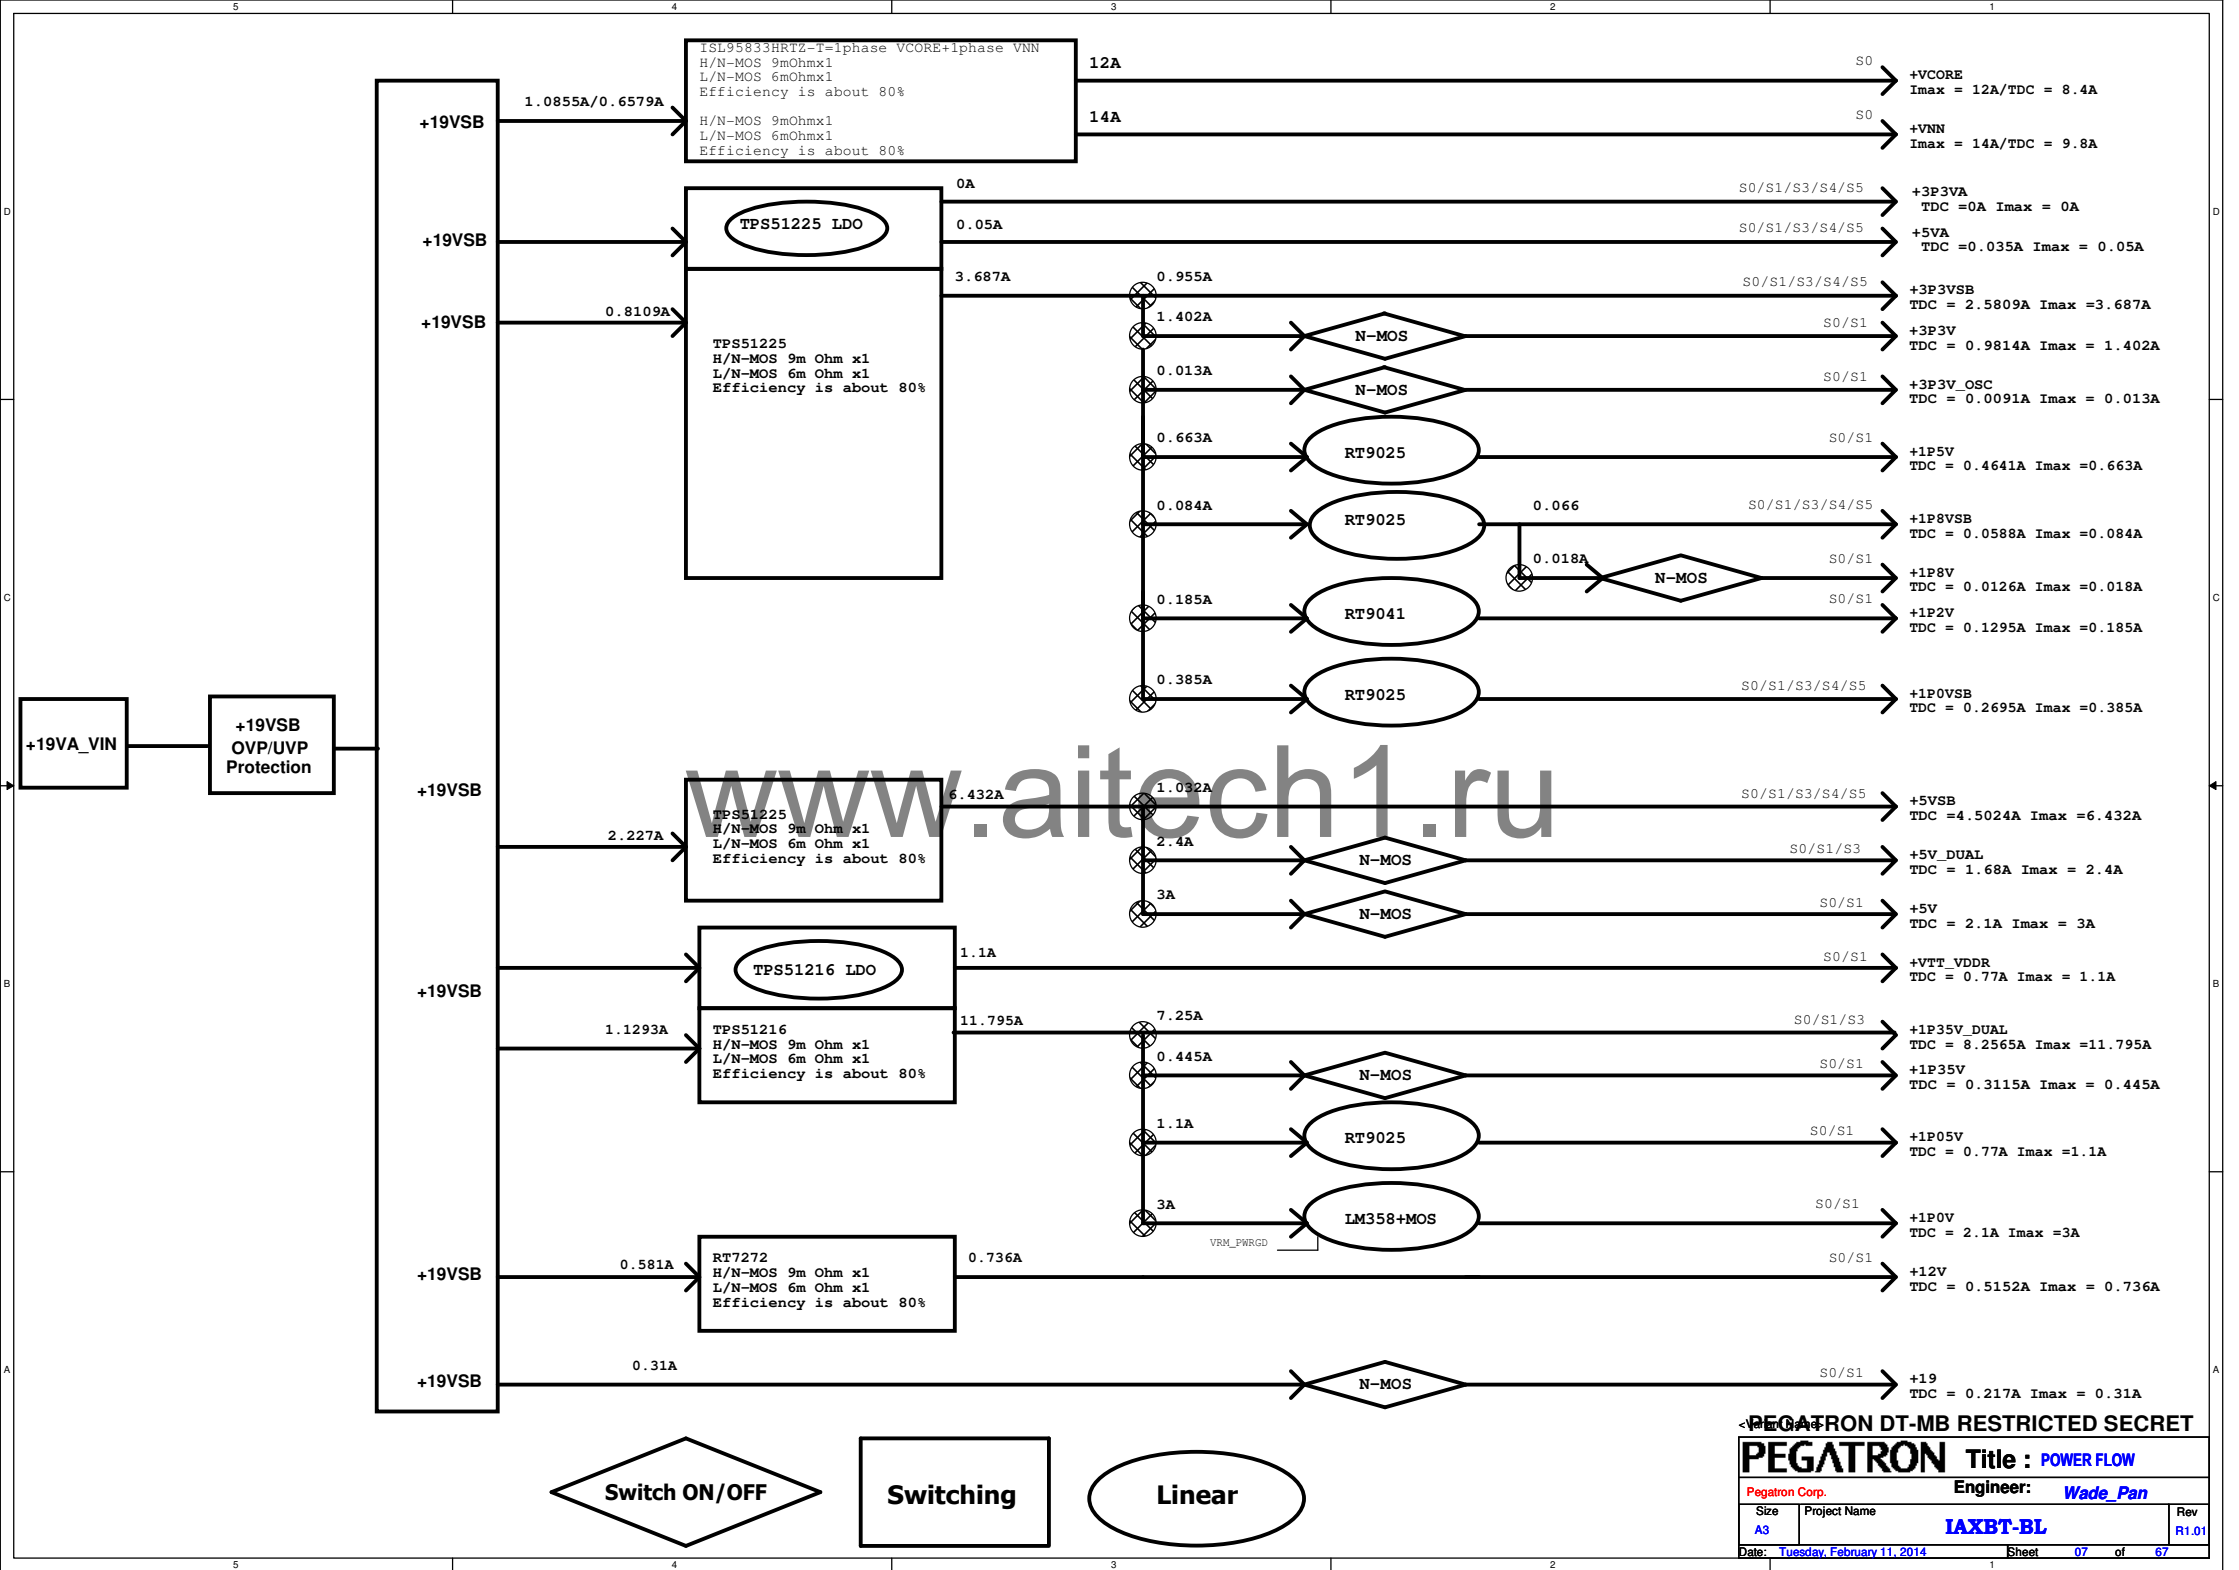 5 4 3 2 1
ISL95833HRTZ-T=1phase VCORE+1phase VNN
H/N-MOS 9mOhmx1
L/N-MOS 6mOhmx1
Efficiency is about 80%
H/N-MOS 9mOhmx1
L/N-MOS 6mOhmx1
Efficiency is about 80%
+19VSB
1.0855A/0.6579A
12A
S0
+VCORE
Imax = 12A/TDC = 8.4A
14A
S0
+VNN
Imax = 14A/TDC = 9.8A
D
D
+19VSB
TPS51225 LDO
0A
S0/S1/S3/S4/S5
+3P3VA
TDC =0A Imax = 0A
0.05A
S0/S1/S3/S4/S5
+5VA
TDC =0.035A Imax = 0.05A
+19VSB
0.8109A
TPS51225
H/N-MOS 9m Ohm x1
L/N-MOS 6m Ohm x1
Efficiency is about 80%
3.687A
0.955A
S0/S1/S3/S4/S5
+3P3VSB
TDC = 2.5809A Imax =3.687A
1.402A
N-MOS
S0/S1
+3P3V
TDC = 0.9814A Imax = 1.402A
0.013A
N-MOS
S0/S1
+3P3V_OSC
TDC = 0.0091A Imax = 0.013A
0.663A
RT9025
S0/S1
+1P5V
TDC = 0.4641A Imax =0.663A
0.084A
RT9025
0.066
S0/S1/S3/S4/S5
+1P8VSB
TDC = 0.0588A Imax =0.084A
0.018A
N-MOS
S0/S1
+1P8V
TDC = 0.0126A Imax =0.018A
C
C
0.185A
RT9041
S0/S1
+1P2V
TDC = 0.1295A Imax =0.185A
0.385A
RT9025
S0/S1/S3/S4/S5
+1P0VSB
TDC = 0.2695A Imax =0.385A
+19VA_VIN
+19VSB
OVP/UVP
Protection
www.aitech1.ru
+19VSB
2.227A
TPS51225
H/N-MOS 9m Ohm x1
L/N-MOS 6m Ohm x1
Efficiency is about 80%
6.432A
1.032A
S0/S1/S3/S4/S5
+5VSB
TDC =4.5024A Imax =6.432A
2.4A
N-MOS
S0/S1/S3
+5V_DUAL
TDC = 1.68A Imax = 2.4A
3A
N-MOS
S0/S1
+5V
TDC = 2.1A Imax = 3A
B
B
+19VSB
TPS51216 LDO
1.1A
S0/S1
+VTT_VDDR
TDC = 0.77A Imax = 1.1A
1.1293A
TPS51216
H/N-MOS 9m Ohm x1
L/N-MOS 6m Ohm x1
Efficiency is about 80%
11.795A
7.25A
S0/S1/S3
+1P35V_DUAL
TDC = 8.2565A Imax =11.795A
0.445A
N-MOS
S0/S1
+1P35V
TDC = 0.3115A Imax = 0.445A
1.1A
RT9025
S0/S1
+1P05V
TDC = 0.77A Imax =1.1A
3A
LM358+MOS
VRM_PWRGD
S0/S1
+1P0V
TDC = 2.1A Imax =3A
+19VSB
0.581A
RT7272
H/N-MOS 9m Ohm x1
L/N-MOS 6m Ohm x1
Efficiency is about 80%
0.736A
S0/S1
+12V
TDC = 0.5152A Imax = 0.736A
A
A
+19VSB
0.31A
N-MOS
S0/S1
+19
TDC = 0.217A Imax = 0.31A
Switch ON/OFF
Switching
Linear
<Variant Name>
PEGATRON DT-MB RESTRICTED SECRET
PEGATRON
Title : POWER FLOW
Pegatron Corp.
Engineer: Wade_Pan
Size
A3
Project Name
IAXBT-BL
Rev
R1.01
Date: Tuesday, February 11, 2014
Sheet 07 of 67
5 4 3 2 1